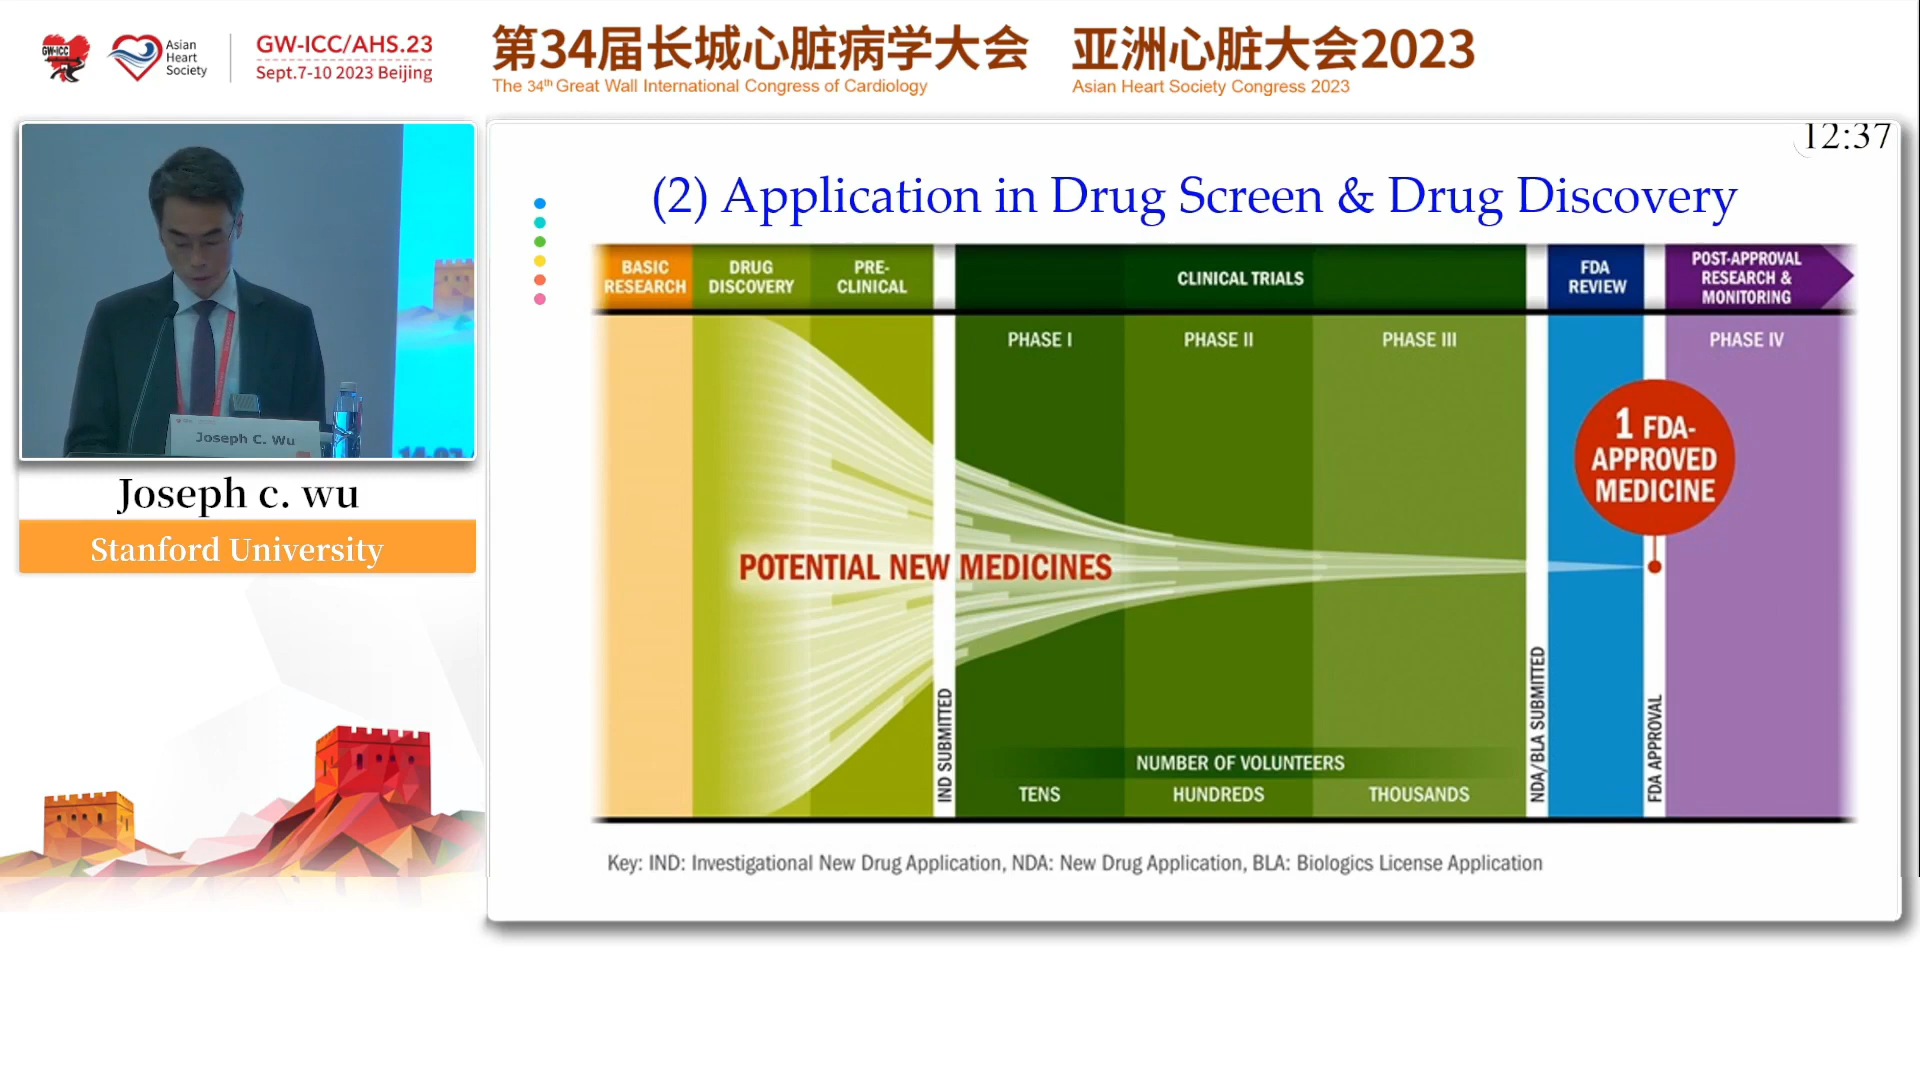 GW-ICC
Asian
Heart
Society
GW-ICC/AHS.23
Sept.7-10 2023 Beijing
第34届长城心脏病学大会
The 34th Great Wall International Congress of Cardiology
亚洲心脏大会2023
Asian Heart Society Congress 2023
Joseph C. Wu
Joseph c. wu
Stanford University
12:37
(2) Application in Drug Screen & Drug Discovery
BASIC
RESEARCH
DRUG
DISCOVERY
PRE-
CLINICAL
CLINICAL TRIALS
FDA
REVIEW
POST-APPROVAL
RESEARCH &
MONITORING
PHASE I
PHASE II
PHASE III
PHASE IV
1 FDA-
APPROVED
MEDICINE
POTENTIAL NEW MEDICINES
IND SUBMITTED
NDA/BLA SUBMITTED
FDA APPROVAL
NUMBER OF VOLUNTEERS
TENS
HUNDREDS
THOUSANDS
Key: IND: Investigational New Drug Application, NDA: New Drug Application, BLA: Biologics License Application